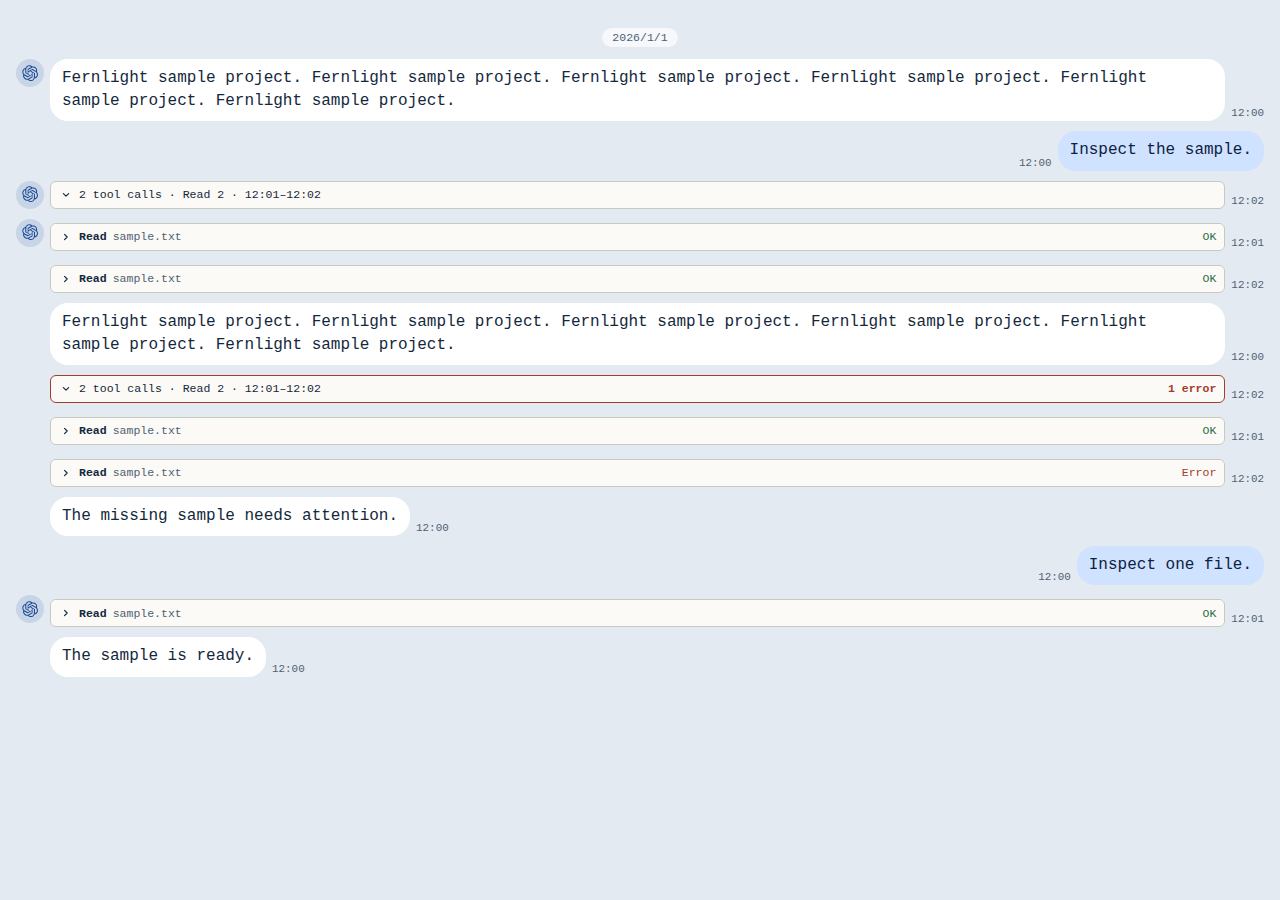 2026/1/1
Fernlight sample project. Fernlight sample project. Fernlight sample project. Fernlight sample project. Fernlight
sample project. Fernlight sample project.
12:00
Inspect the sample.
12:00
2 tool calls · Read 2 · 12:01–12:02
12:02
Read sample.txt OK
12:01
Read sample.txt OK
12:02
Fernlight sample project. Fernlight sample project. Fernlight sample project. Fernlight sample project. Fernlight
sample project. Fernlight sample project.
12:00
2 tool calls · Read 2 · 12:01–12:02 1 error
12:02
Read sample.txt OK
12:01
Read sample.txt Error
12:02
The missing sample needs attention.
12:00
Inspect one file.
12:00
Read sample.txt OK
12:01
The sample is ready.
12:00